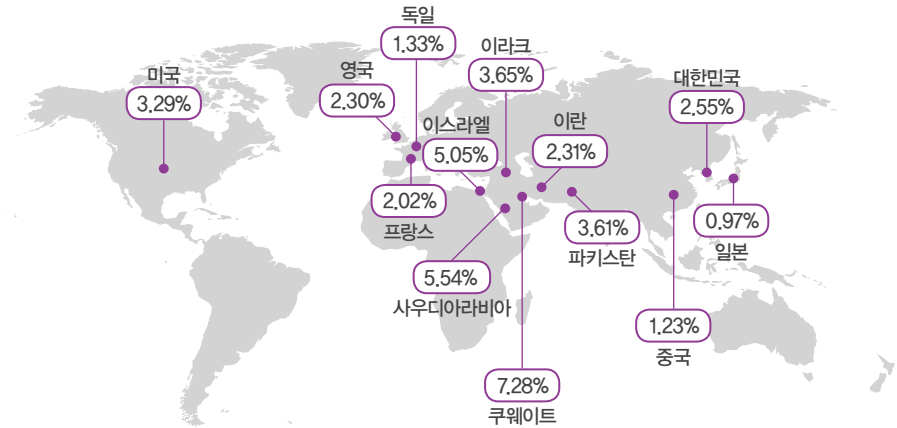 독일
1.33%
이라크
3.65%
미국
3.29%
영국
2.30%
대한민국
2.55%
이스라엘
5.05%
이란
2.31%
2.02%
프랑스
3.61%
파키스탄
0.97%
일본
5.54%
사우디아라비아
1.23%
중국
7.28%
쿠웨이트